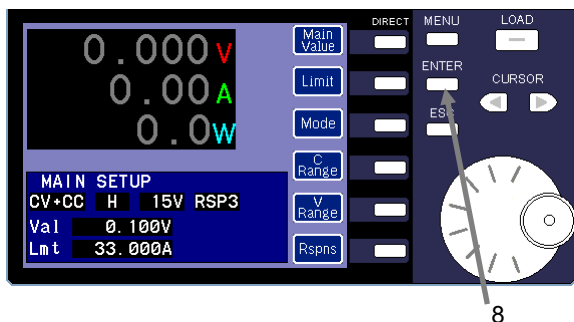 0.000V
0.00A
0.0W
MAIN SETUP
CV+CC H 15V RSP3
Val 0.100V
Lmt 33.000A
Main
Value
Limit
Mode
C
Range
V
Range
Rspns
DIRECT
MENU
LOAD
ENTER
CURSOR
ESC
8